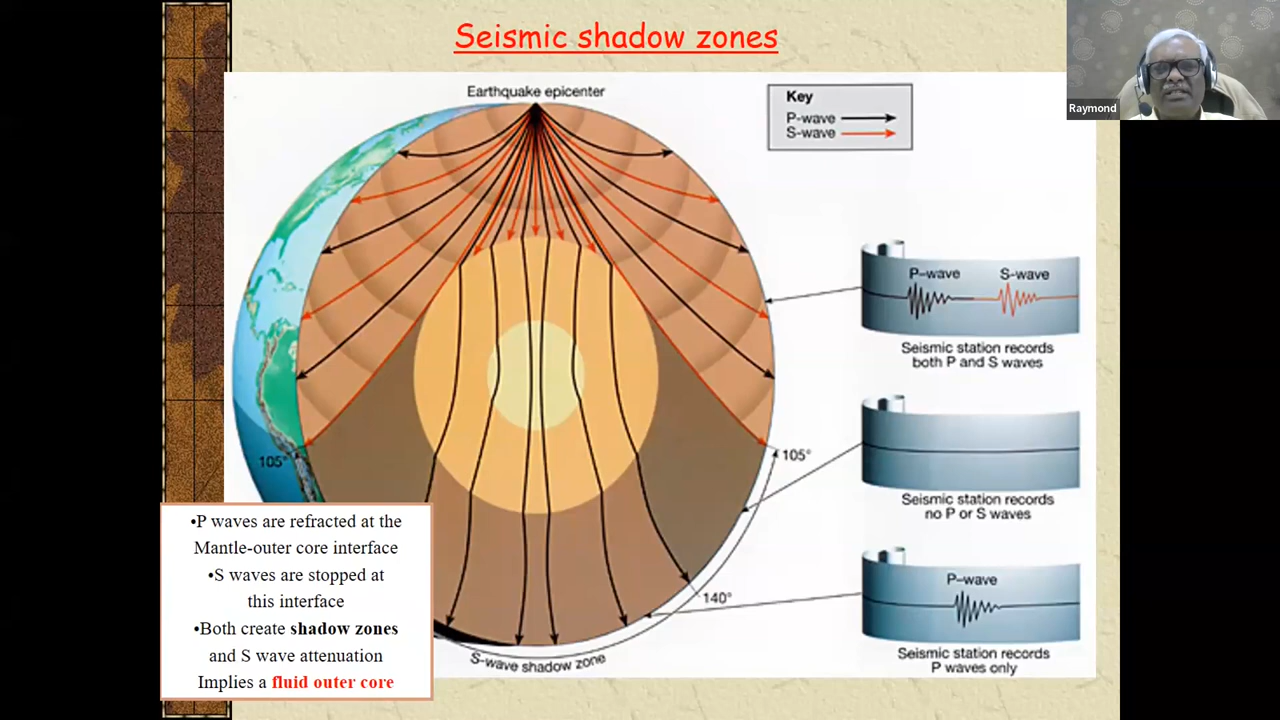 Seismic shadow zones
Raymond
Earthquake epicenter
Key
P-wave
S-wave
P-wave S-wave
Seismic station records
both P and S waves
105°
105°
Seismic station records
no P or S waves
•P waves are refracted at the
Mantle-outer core interface
•S waves are stopped at
this interface
•Both create shadow zones
and S wave attenuation
Implies a fluid outer core
P-wave
140°
Seismic station records
P waves only
S-wave shadow zone